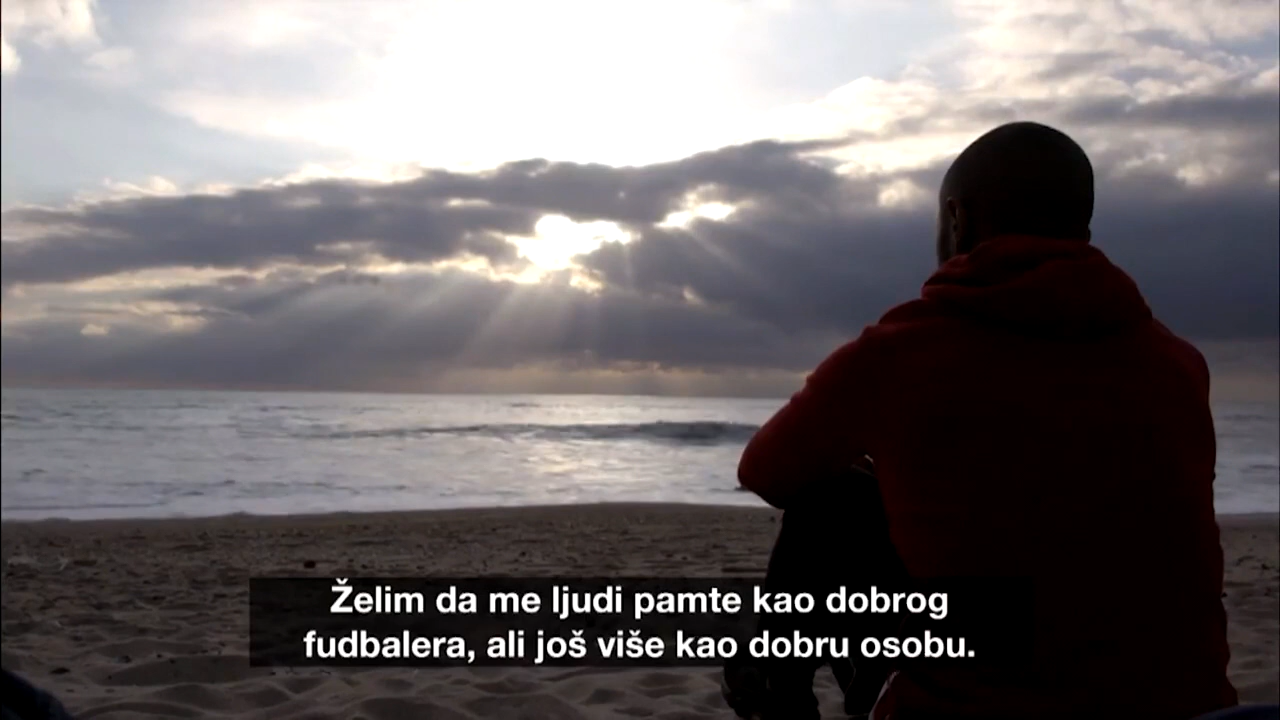 Želim da me ljudi pamte kao dobrog
fudbalera, ali još više kao dobru osobu.